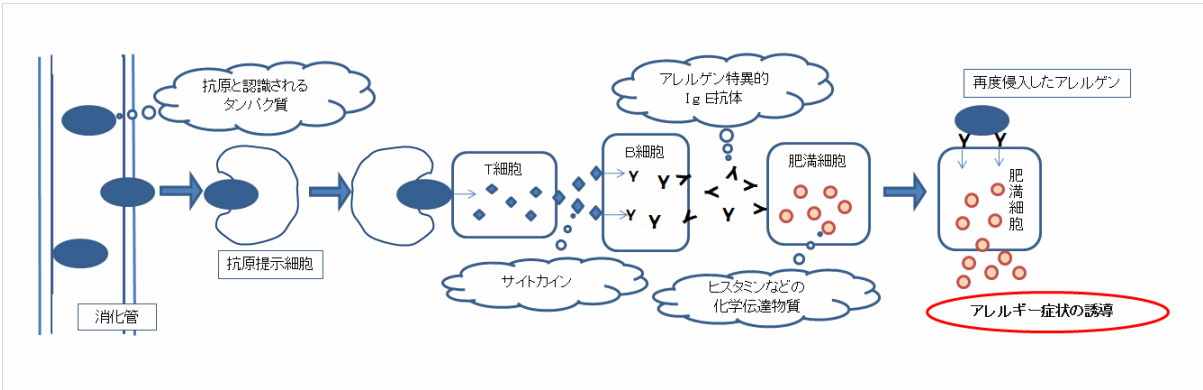 抗原と認識される
タンパク質
消化管
抗原提示細胞
T細胞
サイトカイン
B細胞
アレルゲン特異的
IgE抗体
肥満細胞
ヒスタミンなどの
化学伝達物質
再度侵入したアレルゲン
肥満細胞
アレルギー症状の誘導